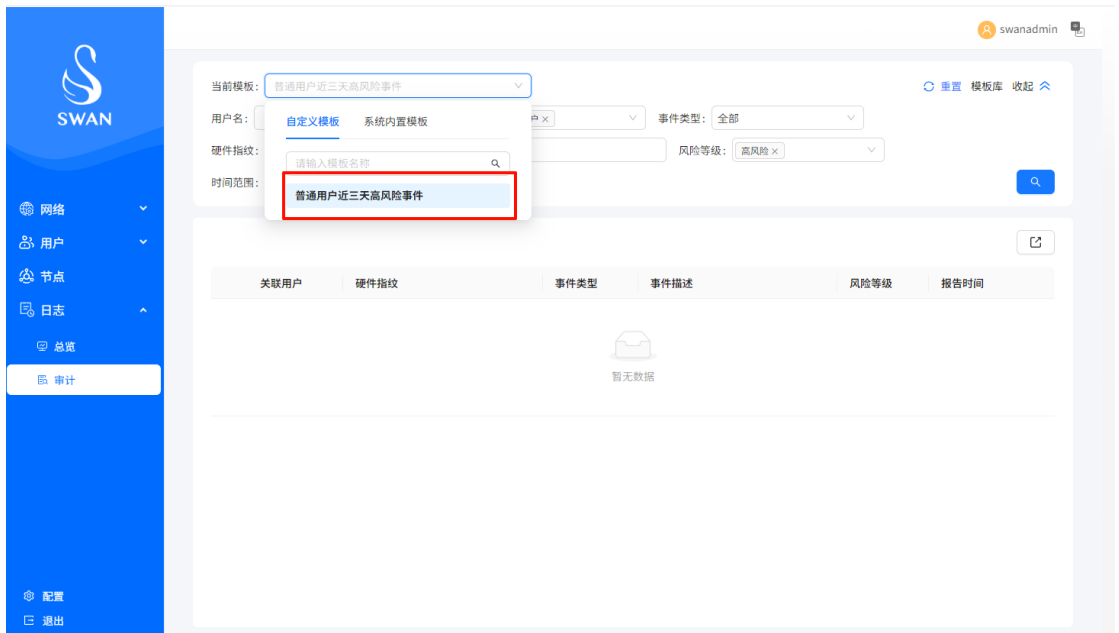 swanadmin
SWAN
网络
用户
节点
日志
总览
审计
配置
退出
当前模板: 普通用户近三天高风险事件
重置 模板库 收起
用户名: 户 × 事件类型: 全部
自定义模板 系统内置模板
硬件指纹: 风险等级: 高风险 ×
请输入模板名称
时间范围:
普通用户近三天高风险事件
关联用户 硬件指纹 事件类型 事件描述 风险等级 报告时间
暂无数据